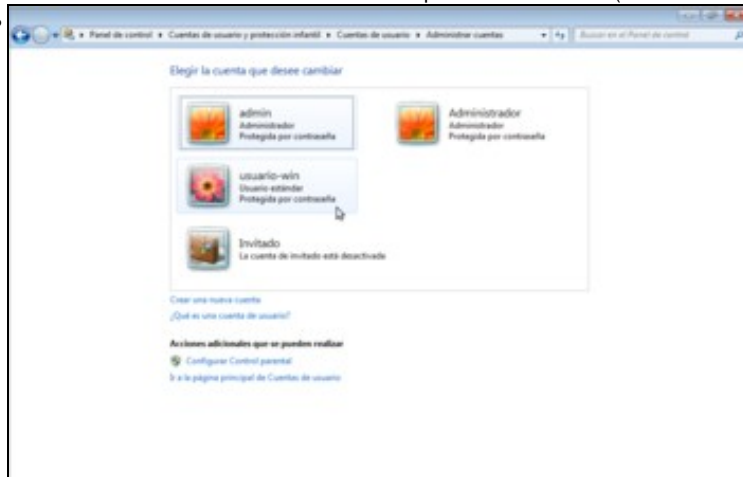 Panel de control ▸ Cuentas de usuario y protección infantil ▸ Cuentas de usuario ▸ Administrar cuentas
Buscar en el Panel de control
Elegir la cuenta que desee cambiar
admin
Administrador
Protegida por contraseña
Administrador
Administrador
Protegida por contraseña
usuario-win
Usuario estándar
Protegida por contraseña
Invitado
La cuenta de invitado está desactivada
Crear una nueva cuenta
¿Qué es una cuenta de usuario?
Acciones adicionales que se pueden realizar
Configurar Control parental
Ir a la página principal de Cuentas de usuario